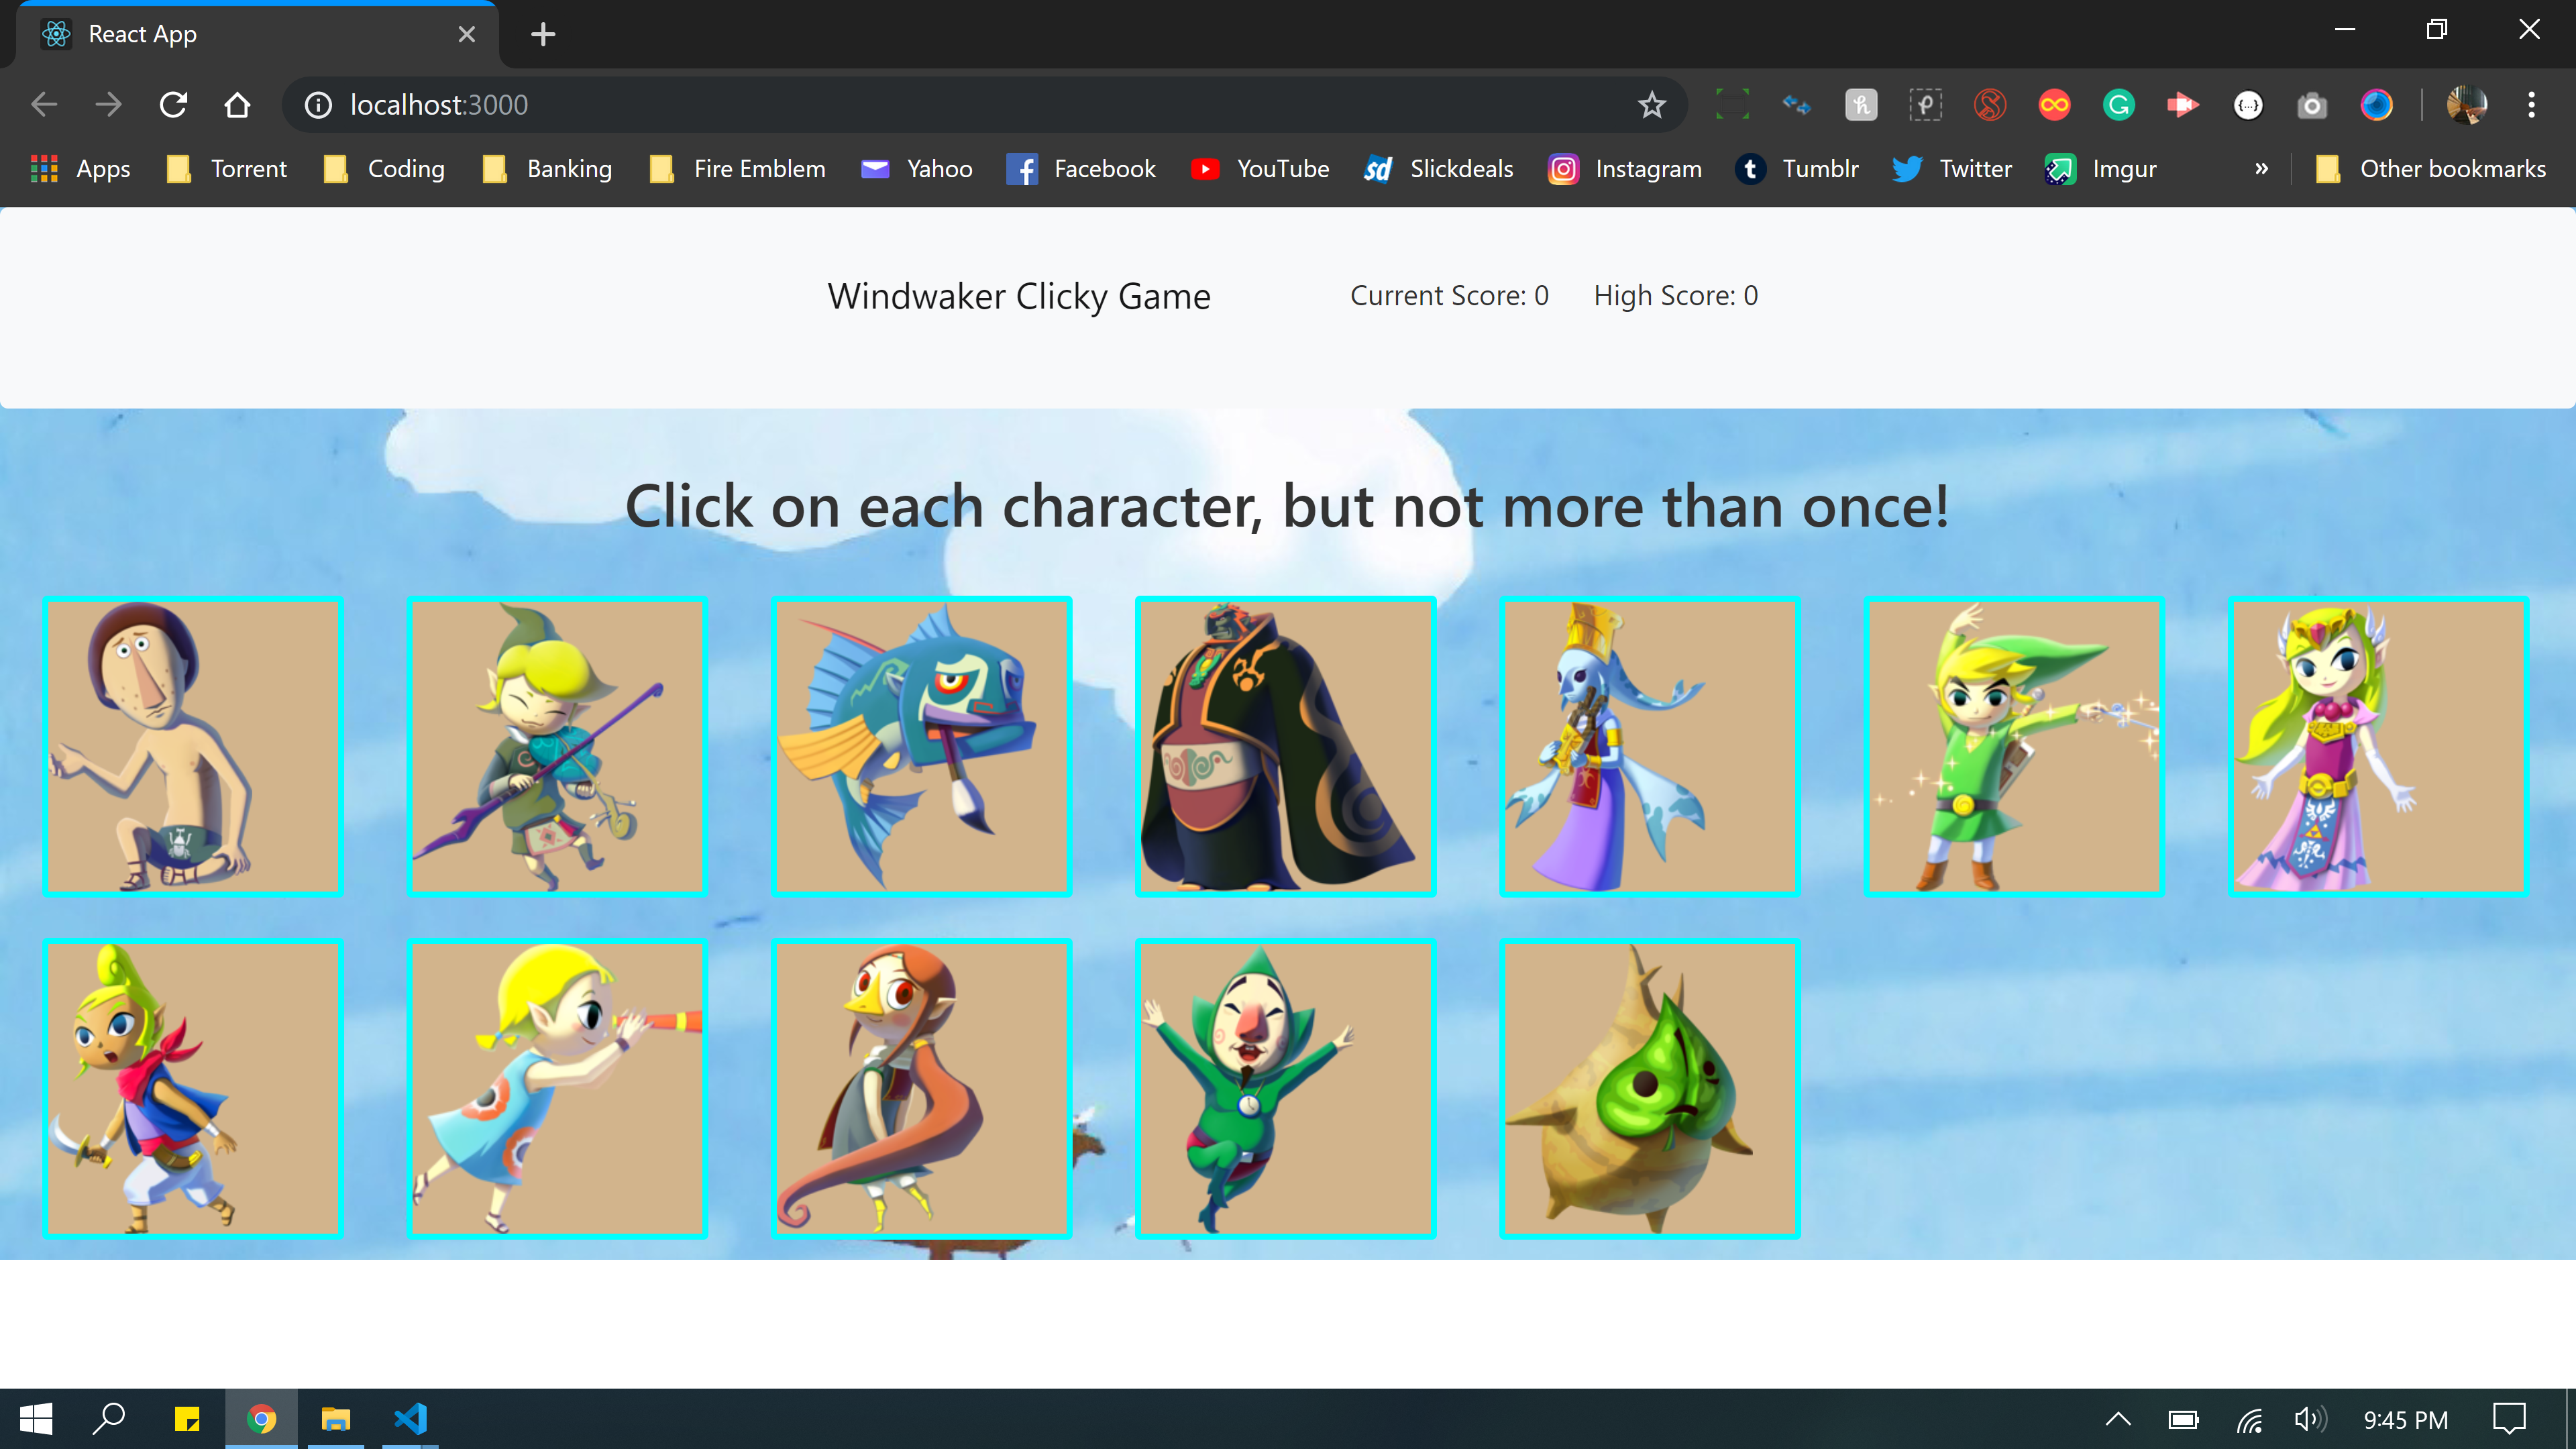 React App
localhost:3000
Apps Torrent Coding Banking Fire Emblem Yahoo Facebook YouTube Slickdeals Instagram Tumblr Twitter Imgur » Other bookmarks
Windwaker Clicky Game Current Score: 0 High Score: 0
Click on each character, but not more than once!
9:45 PM